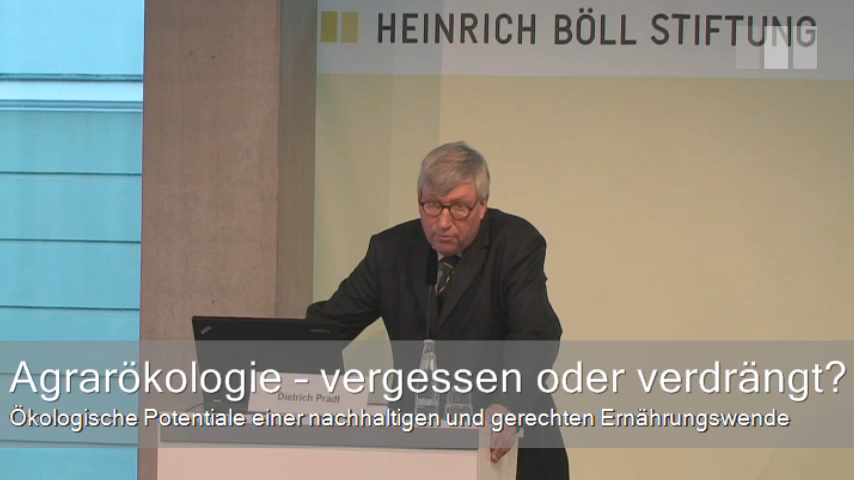 HEINRICH BÖLL STIFTUNG
Agrarökologie - vergessen oder verdrängt?
Dietrich Pradt
Ökologische Potentiale einer nachhaltigen und gerechten Ernährungswende